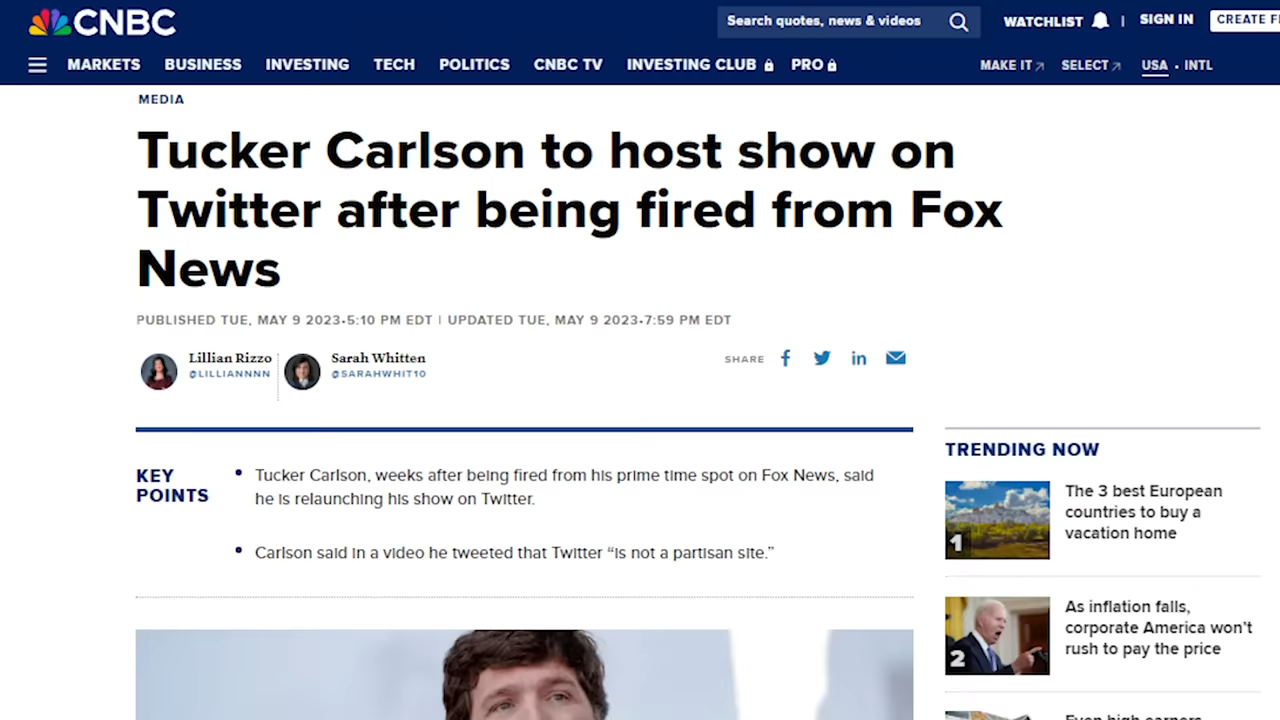 CNBC
Search quotes, news & videos
WATCHLIST
|
SIGN IN
CREATE
MARKETS
BUSINESS
INVESTING
TECH
POLITICS
CNBC TV
INVESTING CLUB
PRO
MAKE IT
SELECT
USA • INTL
MEDIA
Tucker Carlson to host show on
Twitter after being fired from Fox
News
PUBLISHED TUE, MAY 9 2023•5:10 PM EDT | UPDATED TUE, MAY 9 2023•7:59 PM EDT
Lillian Rizzo
@LILLIANNNN
Sarah Whitten
@SARAHWHIT10
SHARE
KEY
POINTS
• Tucker Carlson, weeks after being fired from his prime time spot on Fox News, said
he is relaunching his show on Twitter.
• Carlson said in a video he tweeted that Twitter “is not a partisan site.”
TRENDING NOW
1
The 3 best European
countries to buy a
vacation home
2
As inflation falls,
corporate America won't
rush to pay the price
Even high earners